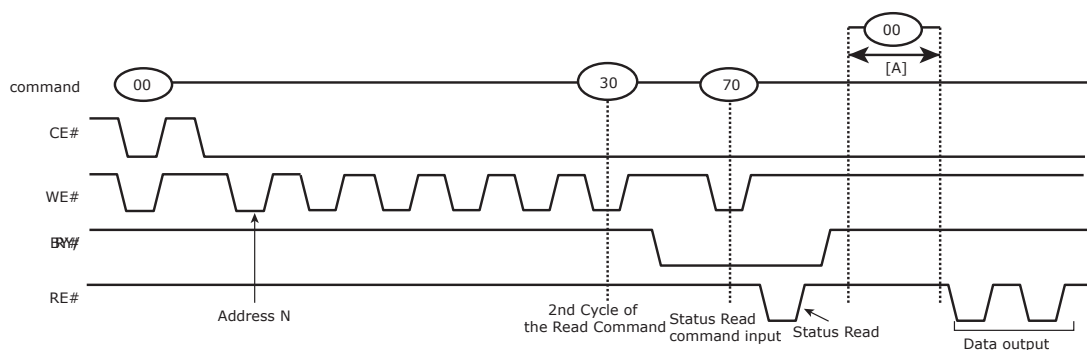 00
[A]
command
00
30
70
CE#
WE#
RE#
Address N
2nd Cycle of
the Read Command
Status Read
command input
Status Read
Data output